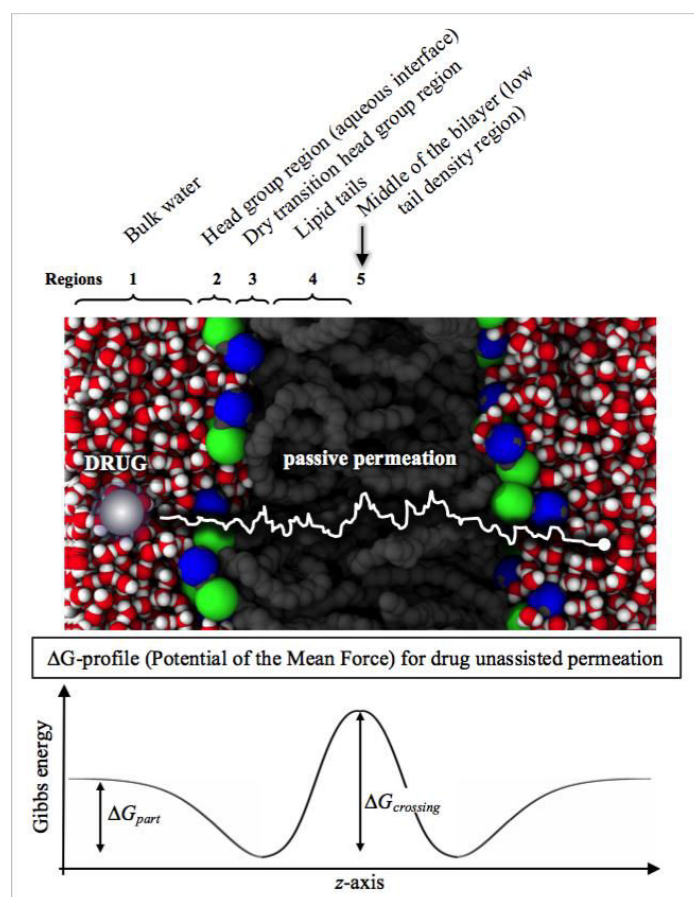 Bulk water
Head group region (aqueous interface)
Dry transition head group region
Lipid tails
Middle of the bilayer (low
tail density region)
Regions 1 2 3 4 5
DRUG
passive permeation
ΔG-profile (Potential of the Mean Force) for drug unassisted permeation
Gibbs energy
ΔGpart
ΔGcrossing
z-axis